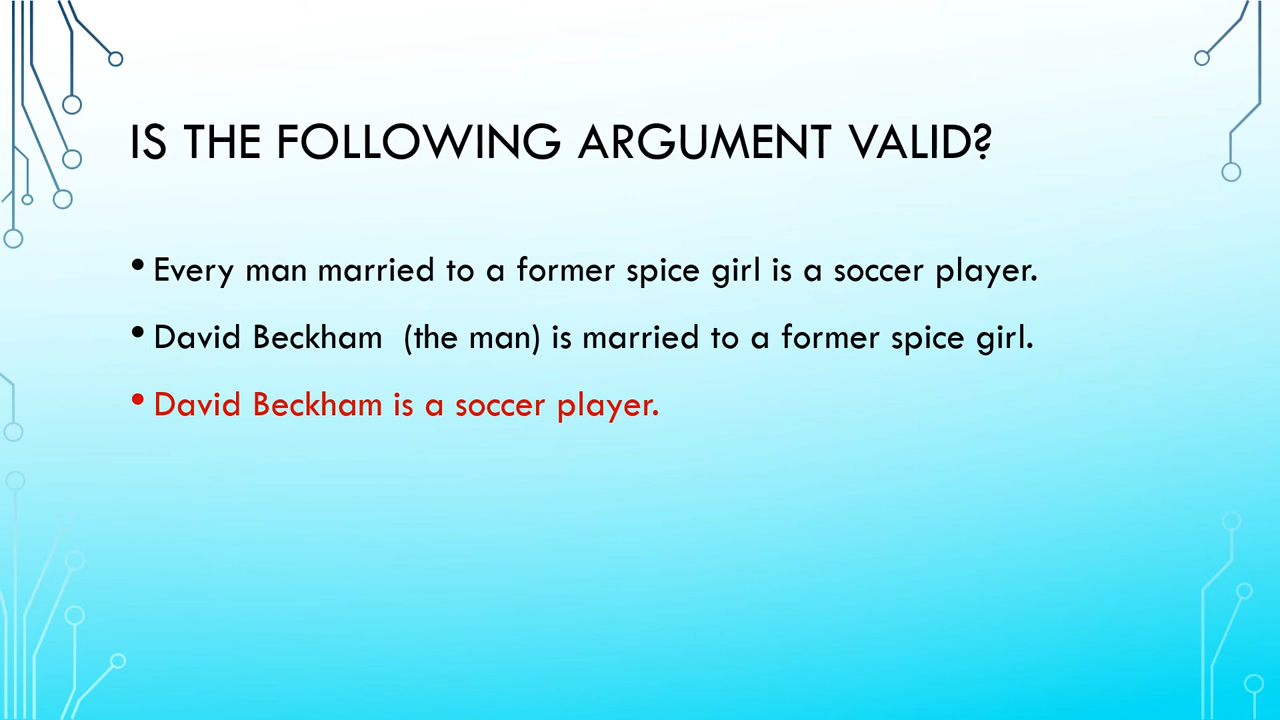 IS THE FOLLOWING ARGUMENT VALID?
• Every man married to a former spice girl is a soccer player.
• David Beckham (the man) is married to a former spice girl.
• David Beckham is a soccer player.